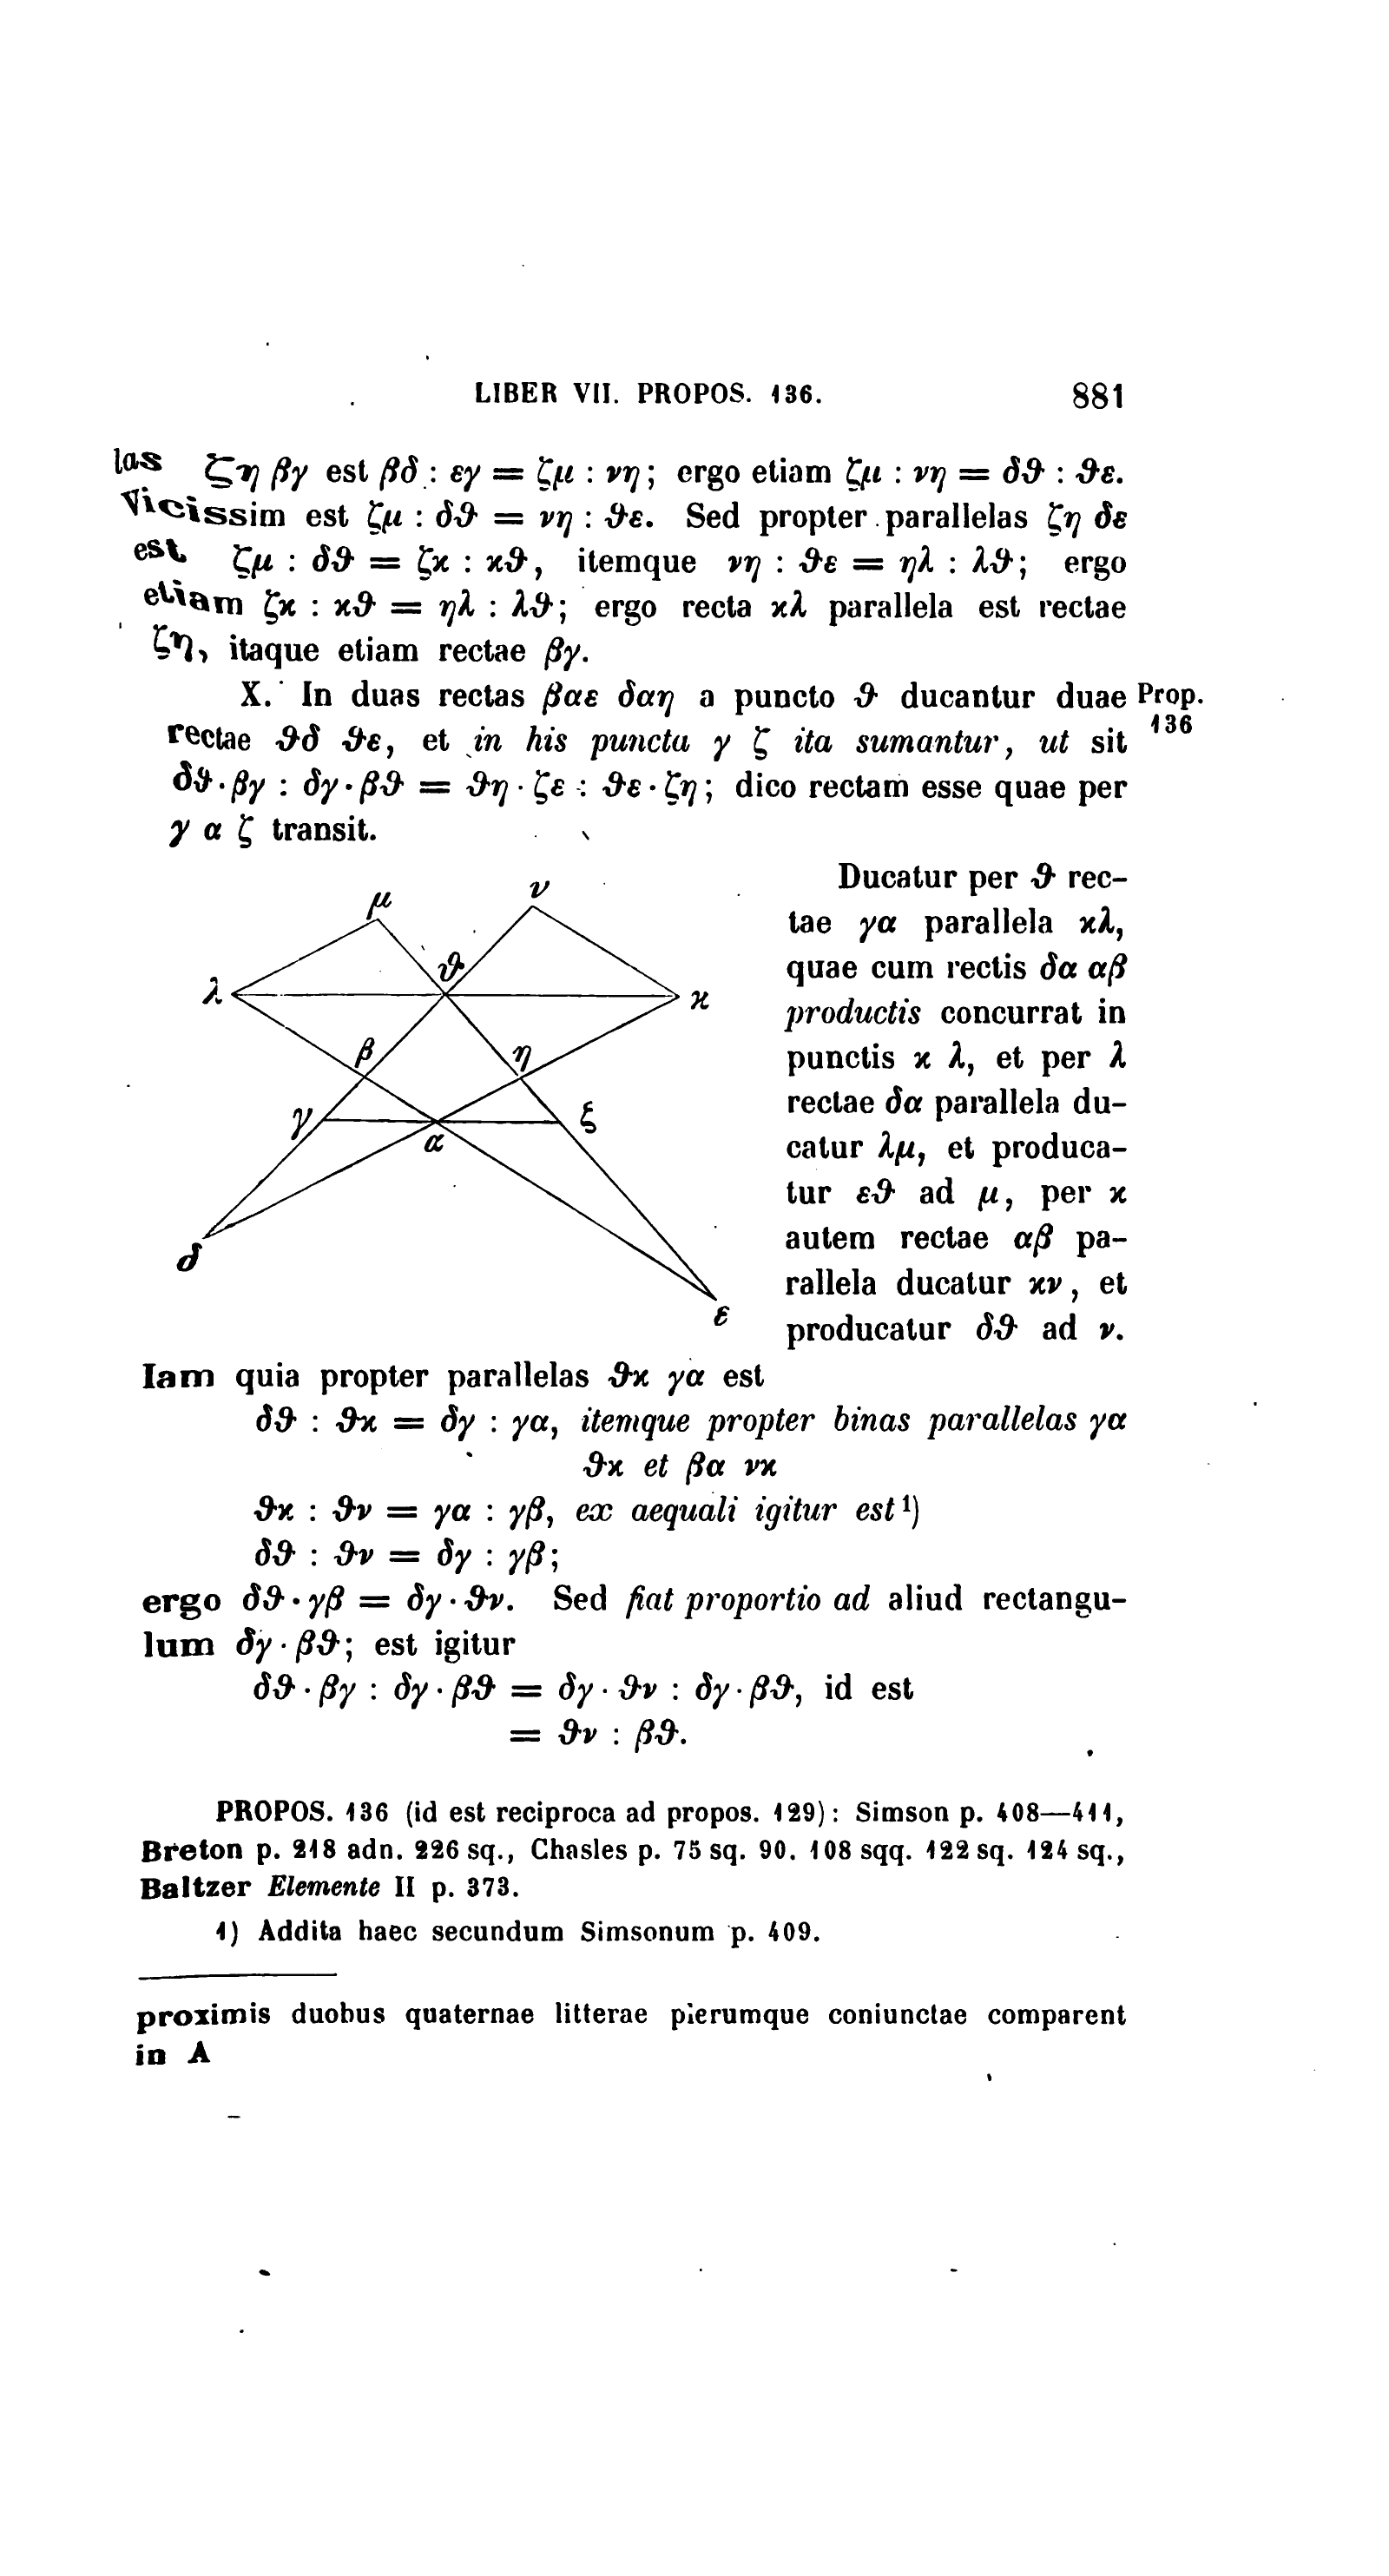 LIBER VII. PROPOS. 136. 881
las ζη βγ est βδ : εγ = ζμ : νη; ergo etiam ζμ : νη = δϑ : ϑε.
Vicissim est ζμ : δϑ = νη : ϑε. Sed propter parallelas ζη δε
est ζμ : δϑ = ζϰ : ϰϑ, itemque νη : ϑε = ηλ : λϑ; ergo
etiam ζϰ : ϰϑ = ηλ : λϑ; ergo recta ϰλ parallela est rectae
ζη, itaque etiam rectae βγ.
X. In duas rectas βαε δαη a puncto ϑ ducantur duae Prop. 136
rectae ϑδ ϑε, et in his puncta γ ζ ita sumantur, ut sit
δϑ·βγ : δγ·βϑ = ϑη·ζε : ϑε·ζη; dico rectam esse quae per
γ α ζ transit.
μ
ν
ϑ
λ
ϰ
β
η
γ
ξ
α
δ
ε
Ducatur per ϑ rec-
tae γα parallela ϰλ,
quae cum rectis δα αβ
productis concurrat in
punctis ϰ λ, et per λ
rectae δα parallela du-
catur λμ, et produca-
tur εϑ ad μ, per ϰ
autem rectae αβ pa-
rallela ducatur ϰν, et
producatur δϑ ad ν.
Iam quia propter parallelas ϑϰ γα est
δϑ : ϑϰ = δγ : γα, itemque propter binas parallelas γα
ϑϰ et βα νϰ
ϑϰ : ϑν = γα : γβ, ex aequali igitur est 1)
δϑ : ϑν = δγ : γβ;
ergo δϑ·γβ = δγ·ϑν. Sed fiat proportio ad aliud rectangu-
lum δγ·βϑ; est igitur
δϑ·βγ : δγ·βϑ = δγ·ϑν : δγ·βϑ, id est
= ϑν : βϑ.
PROPOS. 136 (id est reciproca ad propos. 129): Simson p. 408—411,
Breton p. 218 adn. 226 sq., Chasles p. 75 sq. 90. 108 sqq. 122 sq. 124 sq.,
Baltzer Elemente II p. 373.
1) Addita haec secundum Simsonum p. 409.
proximis duobus quaternae litterae plerumque coniunctae comparent
in A